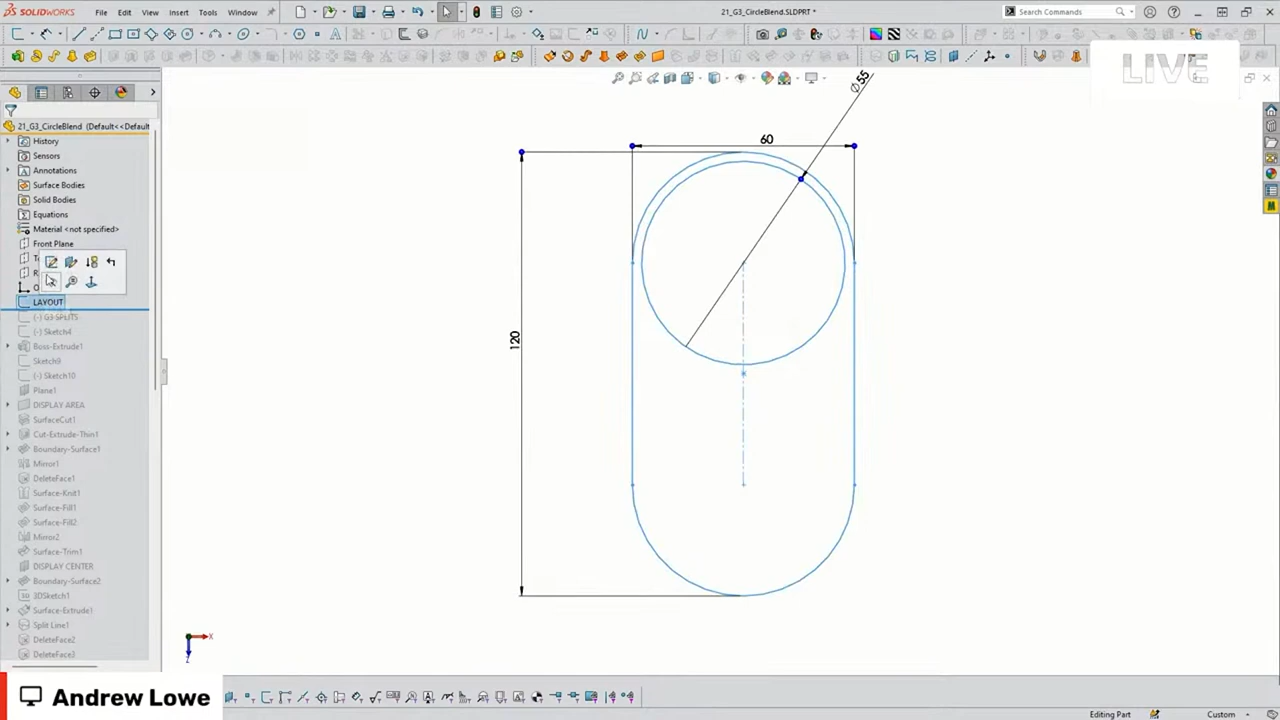 SOLIDWORKS File Edit View Insert Tools Window 21_G3_CircleBlend.SLDPRT * Search Commands
LIVE
21_G3_CircleBlend (Default<<Default
History
Sensors
Annotations
Surface Bodies
Solid Bodies
Equations
Material <not specified>
Front Plane
LAYOUT
(-) G3 SPLITS
(-) Sketch4
Boss-Extrude1
Sketch9
(-) Sketch10
Plane1
DISPLAY AREA
SurfaceCut1
Cut-Extrude-Thin1
Boundary-Surface1
Mirror1
DeleteFace1
Surface-Knit1
Surface-Fill1
Surface-Fill2
Mirror2
Surface-Trim1
DISPLAY CENTER
Boundary-Surface2
3DSketch1
Surface-Extrude1
Split Line1
DeleteFace2
DeleteFace3
∅55
60
120
X
Z
Andrew Lowe
Editing Part Custom